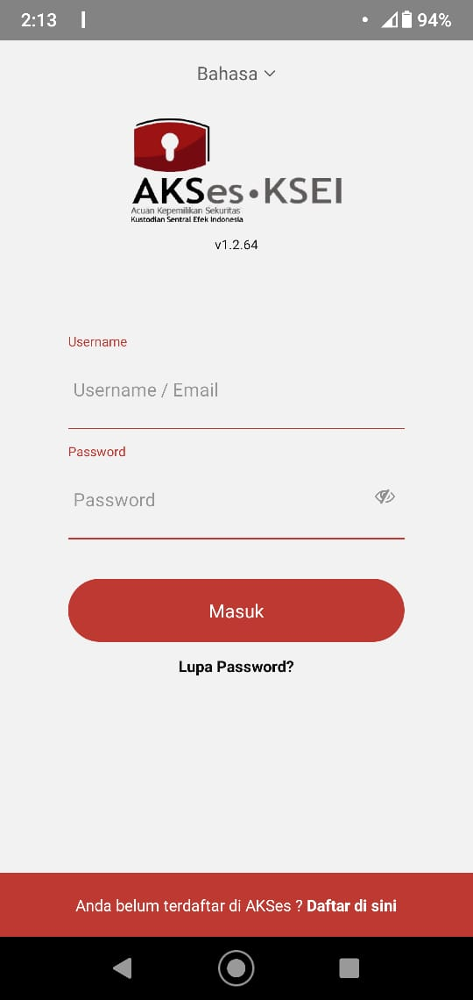 2:13
94%
Bahasa
AKSes•KSEI
Acuan Kepemilikan Sekuritas
Kustodian Sentral Efek Indonesia
v1.2.64
Username
Username / Email
Password
Password
Masuk
Lupa Password?
Anda belum terdaftar di AKSes ? Daftar di sini